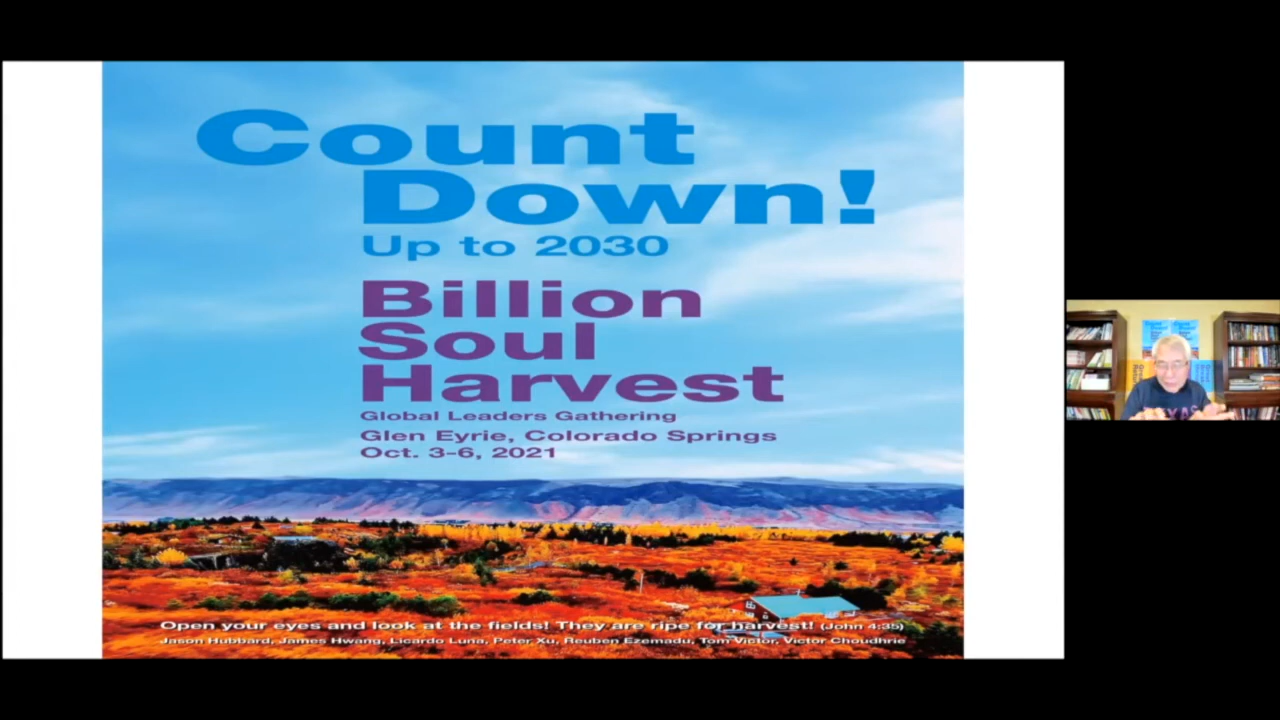 Count
Down!
Up to 2030
Billion
Soul
Harvest
Global Leaders Gathering
Glen Eyrie, Colorado Springs
Oct. 3-6, 2021
Open your eyes and look at the fields! They are ripe for harvest! (John 4:35)
Jason Hubbard, James Hwang, Licardo Luna, Peter Xu, Reuben Ezemadu, Tom Victor, Victor Choudhrie